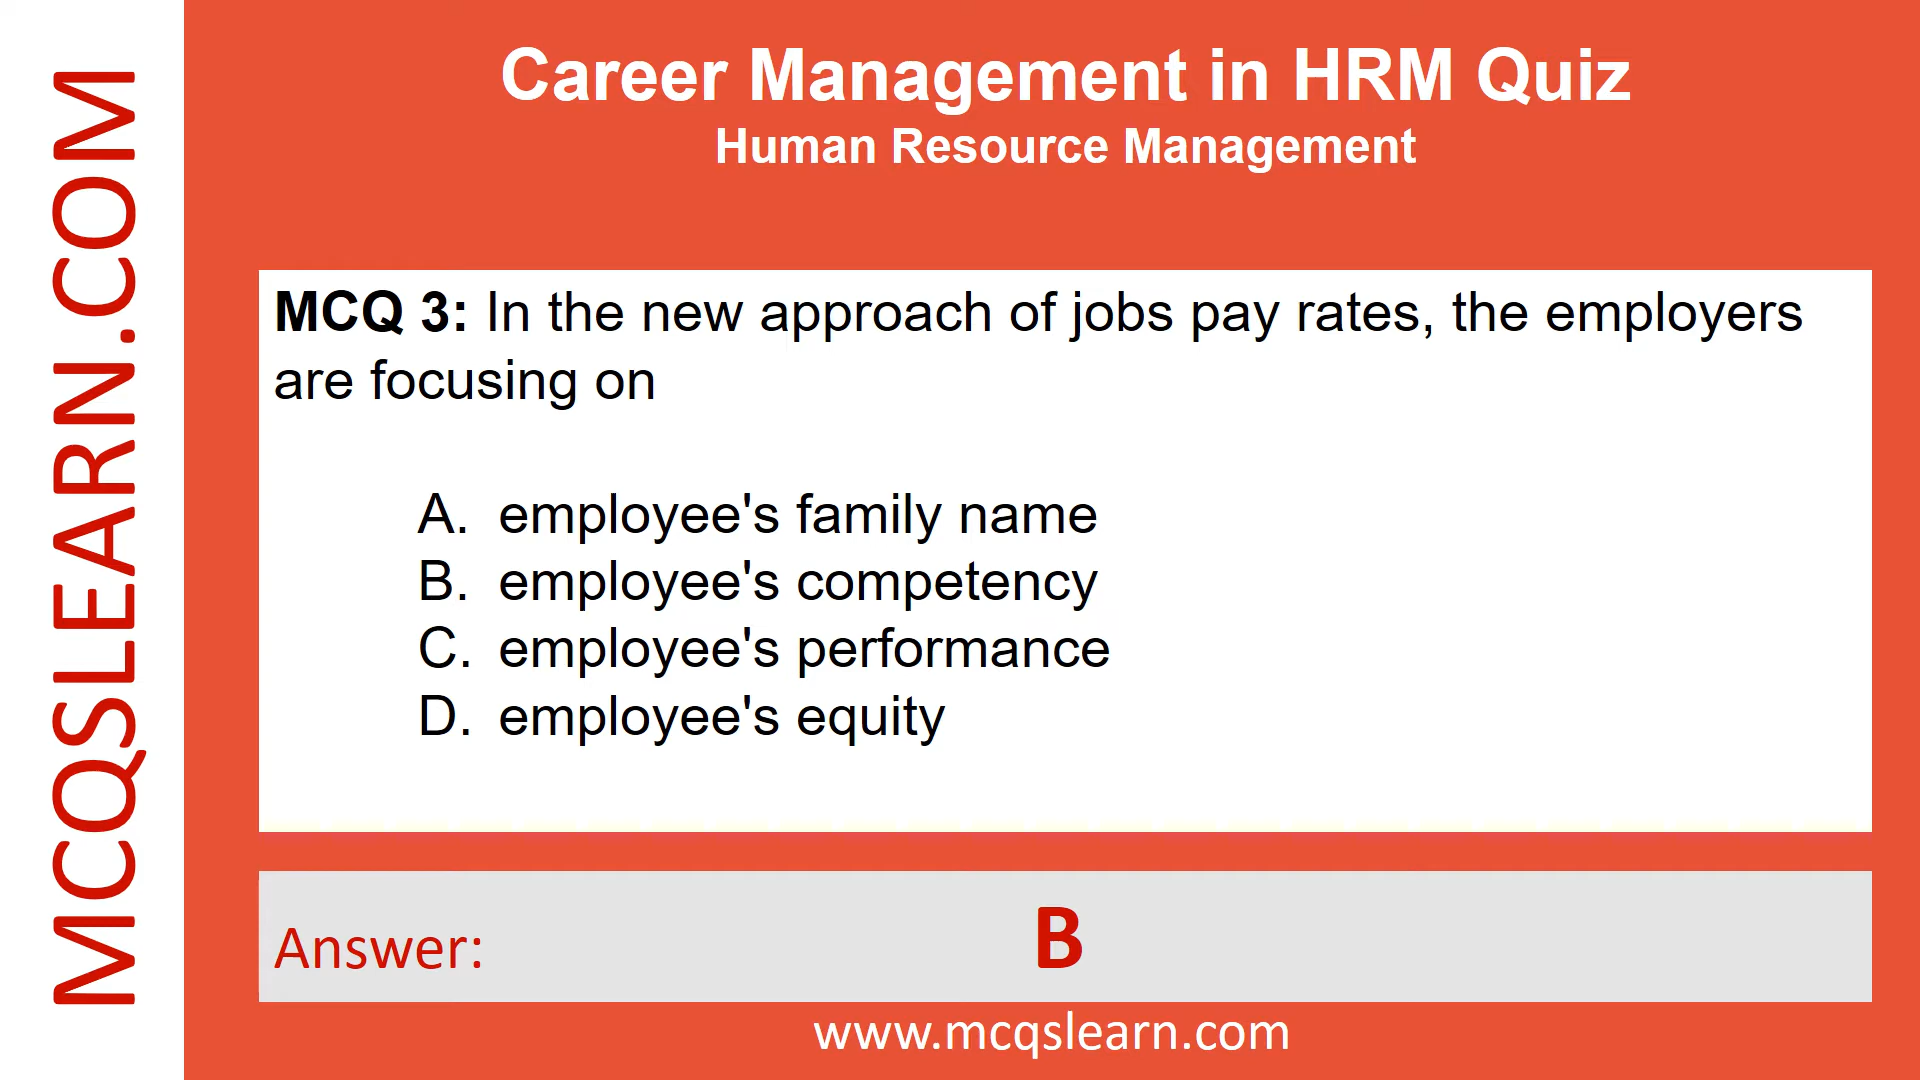 MCQSLEARN.COM
Career Management in HRM Quiz
Human Resource Management
MCQ 3: In the new approach of jobs pay rates, the employers
are focusing on
A. employee's family name
B. employee's competency
C. employee's performance
D. employee's equity
Answer: B
www.mcqslearn.com